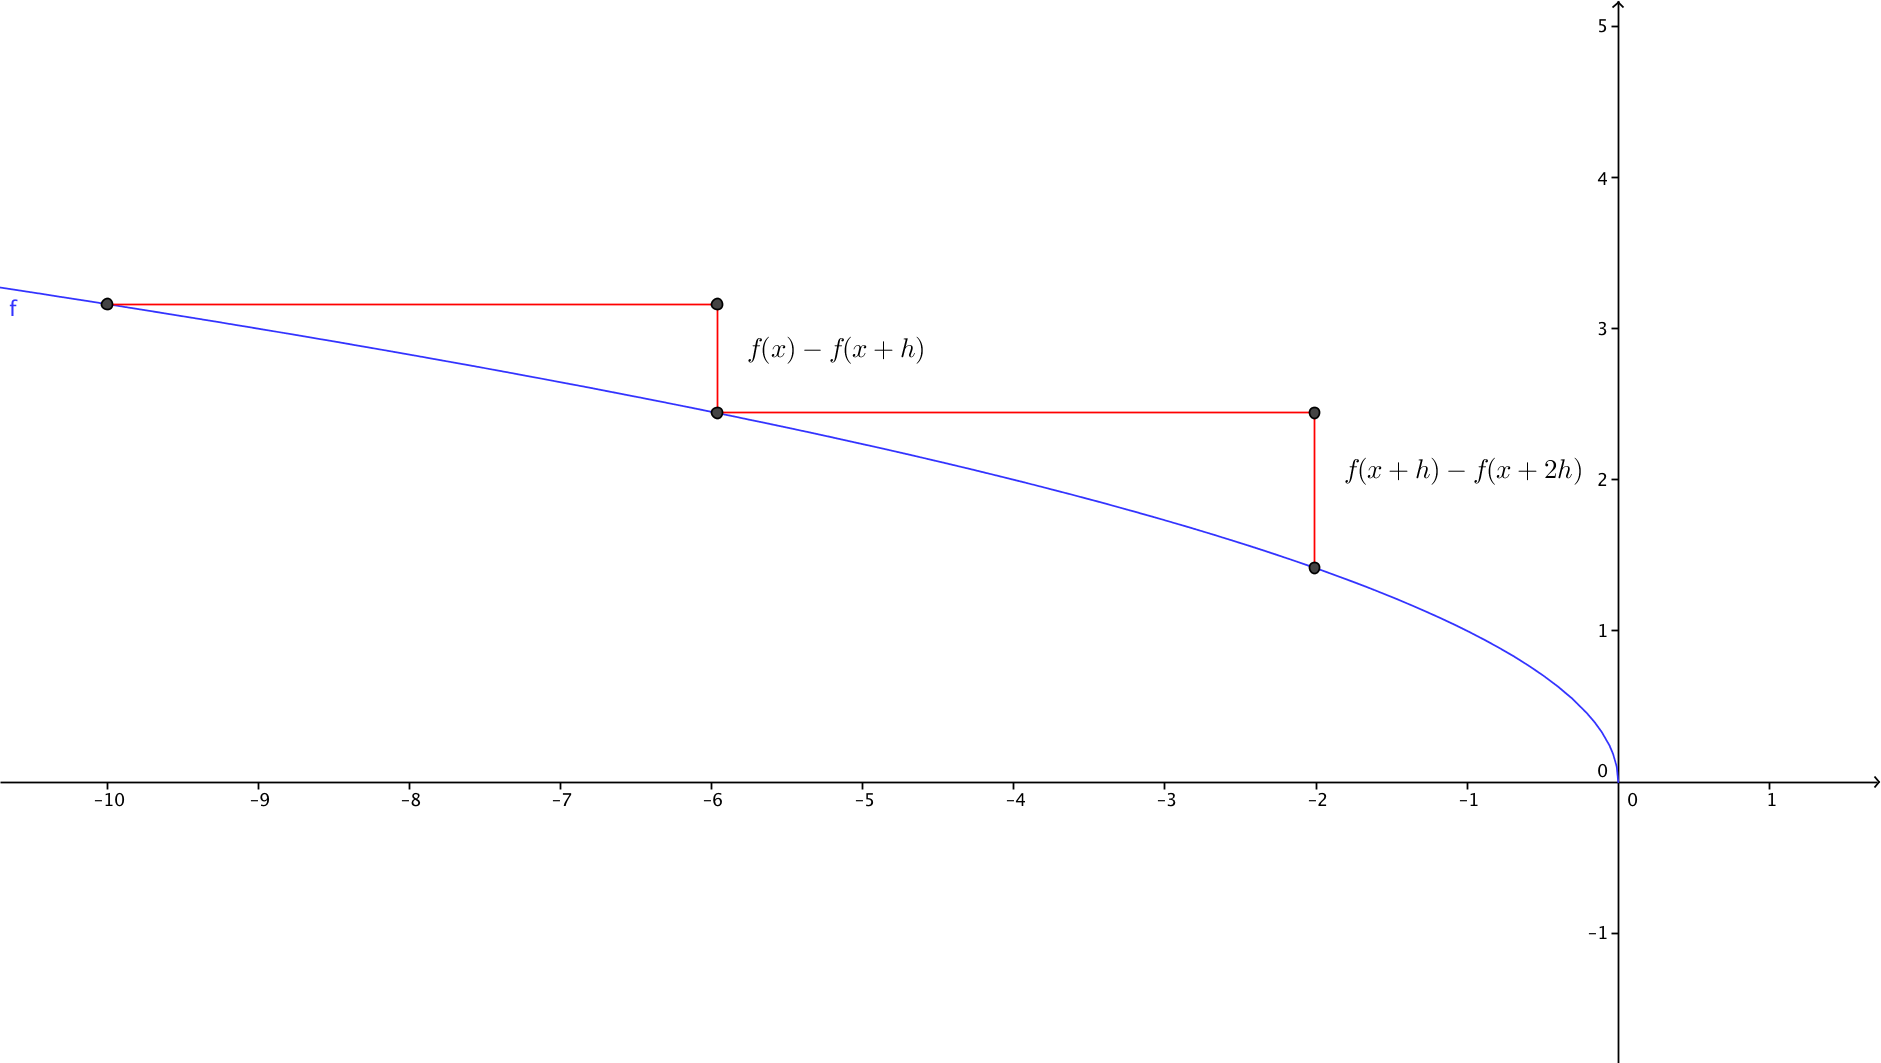 5
4
f
3
f(x) − f(x + h)
f(x + h) − f(x + 2h)
2
1
0
–10 –9 –8 –7 –6 –5 –4 –3 –2 –1 0 1
–1